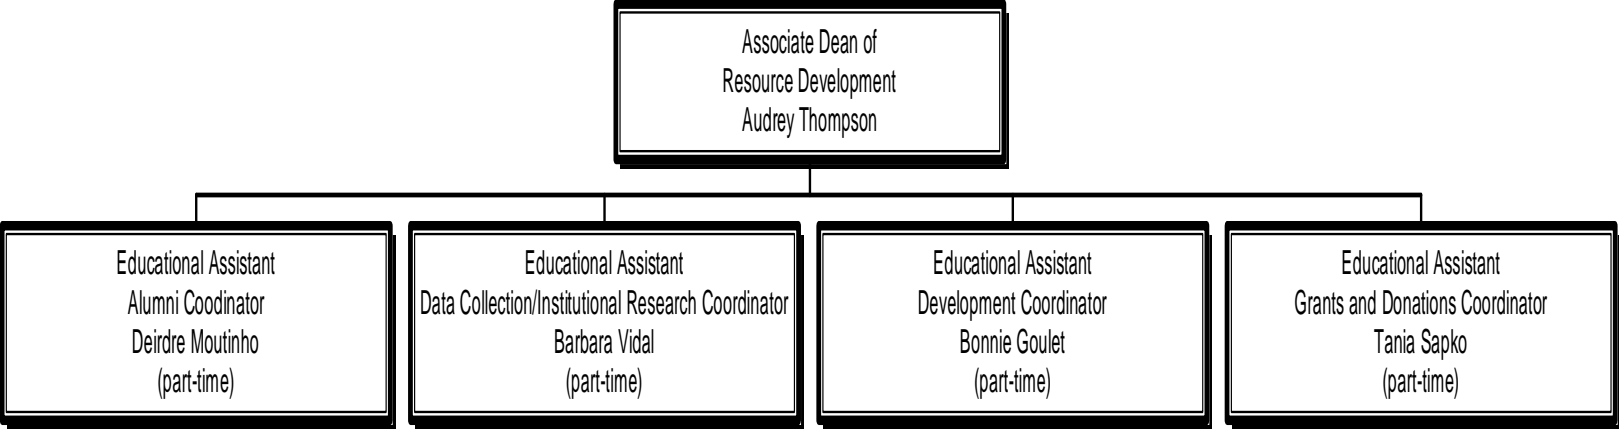 Associate Dean of
Resource Development
Audrey Thompson
Educational Assistant
Alumni Coodinator
Deirdre Moutinho
(part-time)
Educational Assistant
Data Collection/Institutional Research Coordinator
Barbara Vidal
(part-time)
Educational Assistant
Development Coordinator
Bonnie Goulet
(part-time)
Educational Assistant
Grants and Donations Coordinator
Tania Sapko
(part-time)